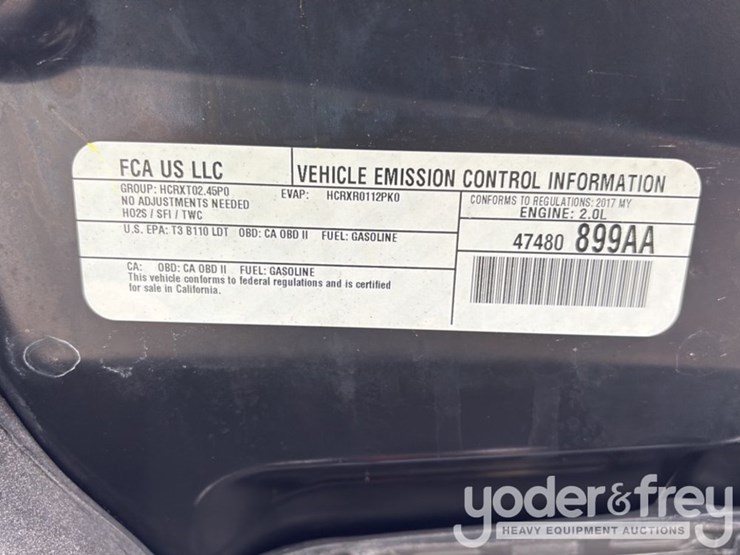 FCA US LLC
VEHICLE EMISSION CONTROL INFORMATION
GROUP: HCRXT02.45P0 EVAP: HCRXR0112PK0
NO ADJUSTMENTS NEEDED
HO2S / SFI / TWC
CONFORMS TO REGULATIONS: 2017 MY
ENGINE: 2.0L
U.S. EPA: T3 B110 LDT OBD: CA OBD II FUEL: GASOLINE
47480 899AA
CA: OBD: CA OBD II FUEL: GASOLINE
This vehicle conforms to federal regulations and is certified
for sale in California.
yoder&frey
HEAVY EQUIPMENT AUCTIONS